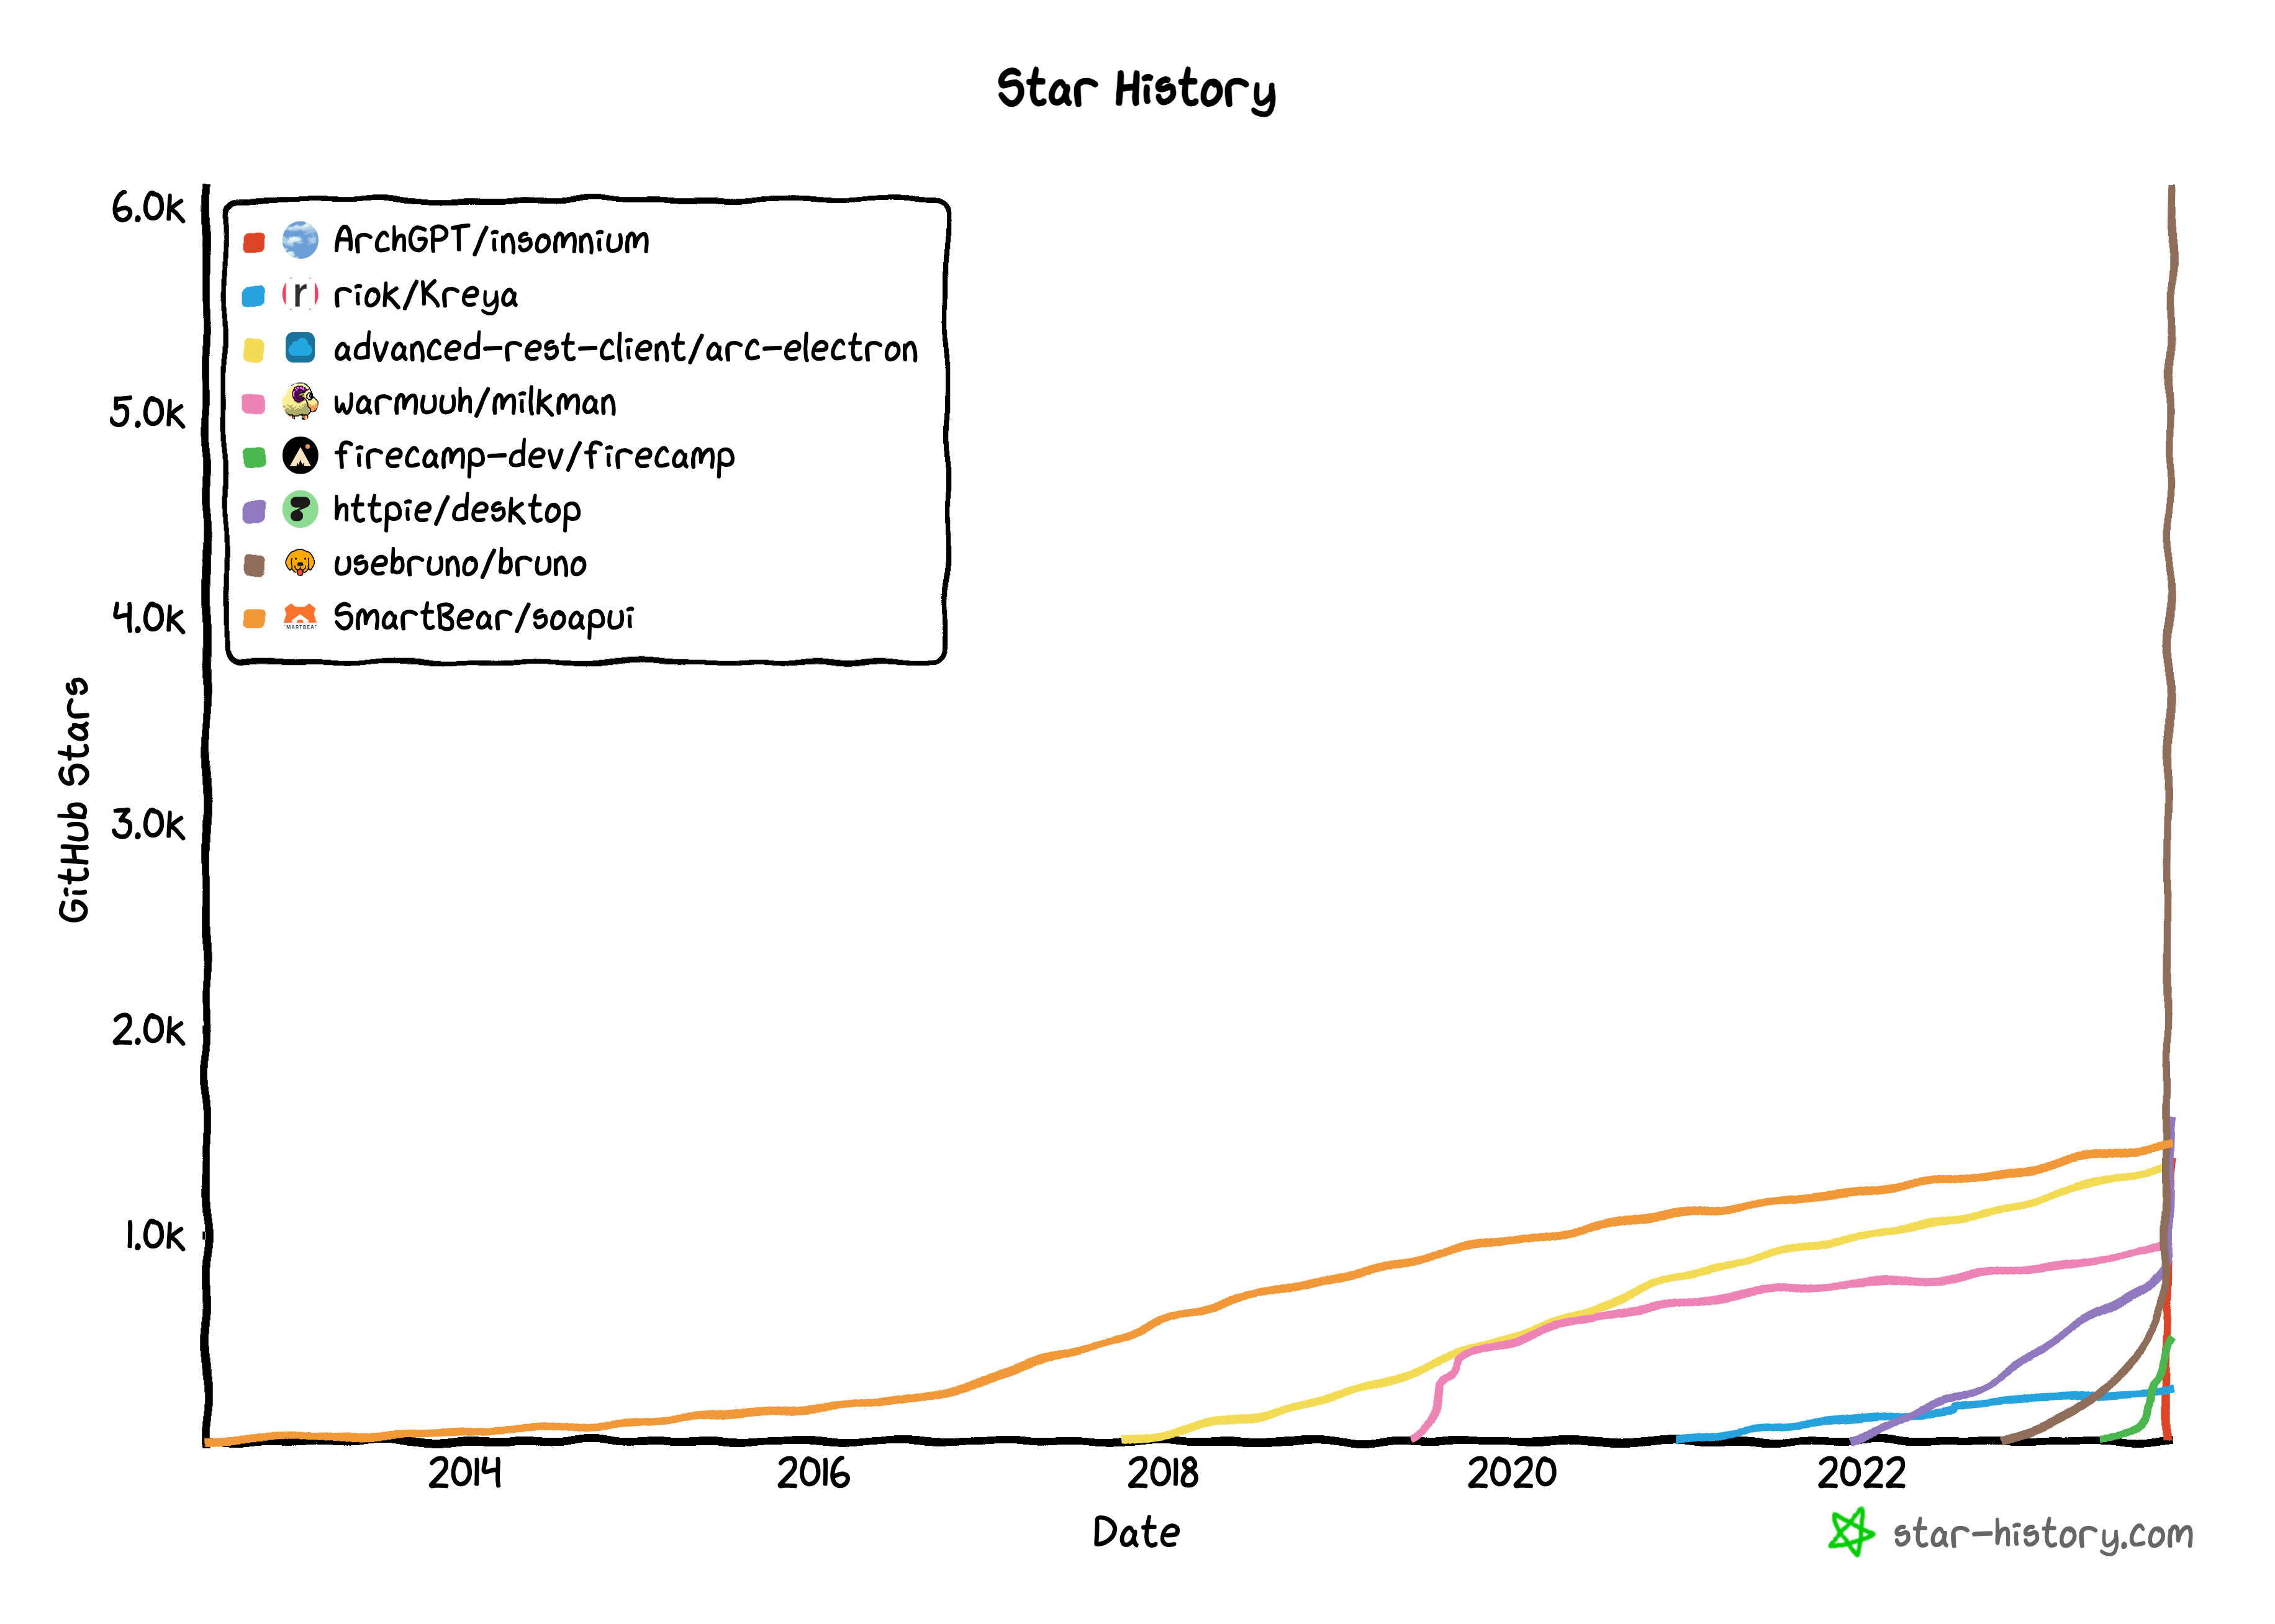 Star History
6.0K
5.0K
4.0K
3.0K
2.0K
1.0K
GitHub Stars
ArchGPT/insomnium
r riok/Kreya
advanced-rest-client/arc-electron
warmuuh/milkman
firecamp-dev/firecamp
httpie/desktop
usebruno/bruno
SmartBear/soapui
2014 2016 2018 2020 2022
Date
star-history.com